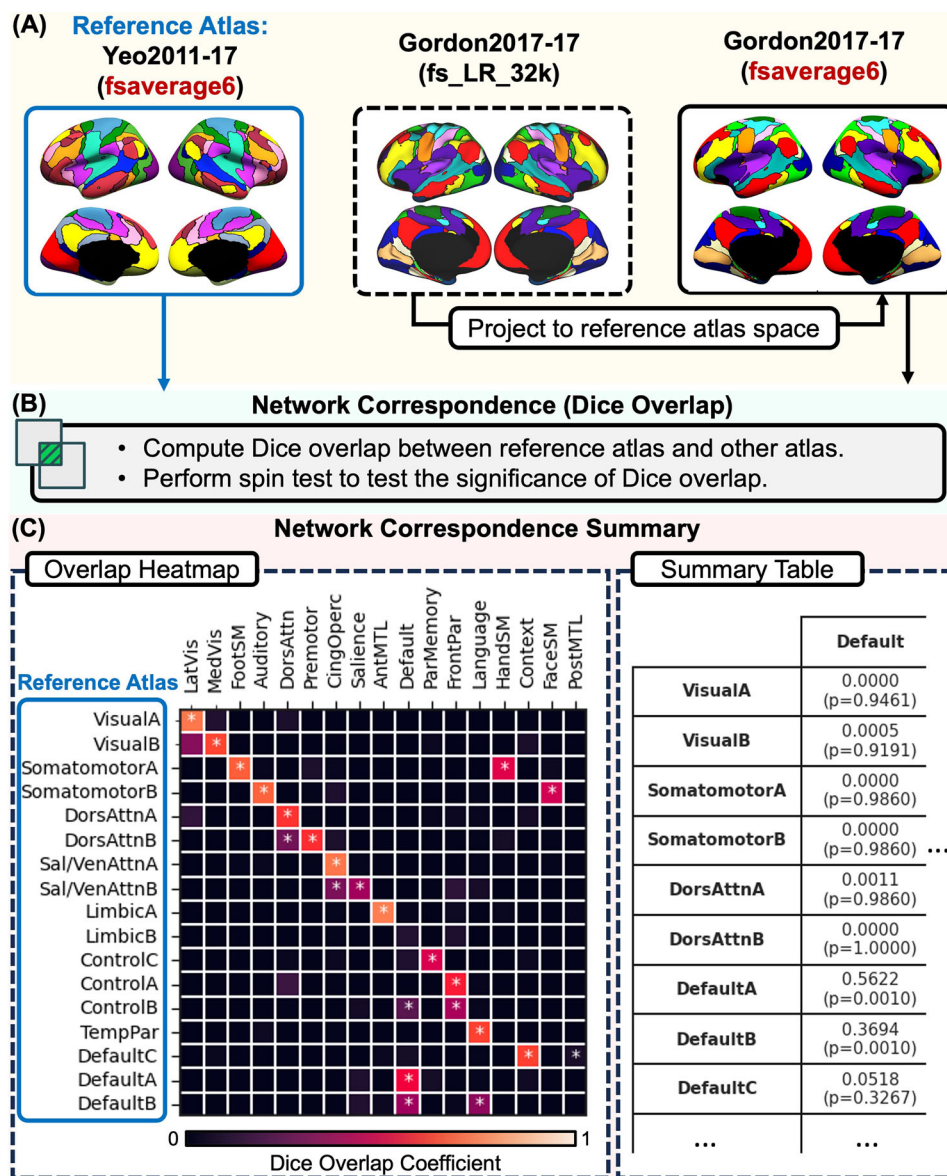 (A)
Reference Atlas:
Yeo2011-17
(fsaverage6)
Gordon2017-17
(fs_LR_32k)
Gordon2017-17
(fsaverage6)
Project to reference atlas space
(B)
Network Correspondence (Dice Overlap)
• Compute Dice overlap between reference atlas and other atlas.
• Perform spin test to test the significance of Dice overlap.
(C)
Network Correspondence Summary
Overlap Heatmap
LatVis
MedVis
FootSM
Auditory
DorsAttn
Premotor
CingOperc
Salience
AntMTL
Default
ParMemory
FrontPar
Language
HandSM
Context
FaceSM
PostMTL
Reference Atlas
VisualA
VisualB
SomatomotorA
SomatomotorB
DorsAttnA
DorsAttnB
Sal/VenAttnA
Sal/VenAttnB
LimbicA
LimbicB
ControlC
ControlA
ControlB
TempPar
DefaultC
DefaultA
DefaultB
0
1
Dice Overlap Coefficient
Summary Table
Default
VisualA
0.0000
(p=0.9461)
VisualB
0.0005
(p=0.9191)
SomatomotorA
0.0000
(p=0.9860)
SomatomotorB
0.0000
(p=0.9860)
...
DorsAttnA
0.0011
(p=0.9860)
DorsAttnB
0.0000
(p=1.0000)
DefaultA
0.5622
(p=0.0010)
DefaultB
0.3694
(p=0.0010)
DefaultC
0.0518
(p=0.3267)
...
...